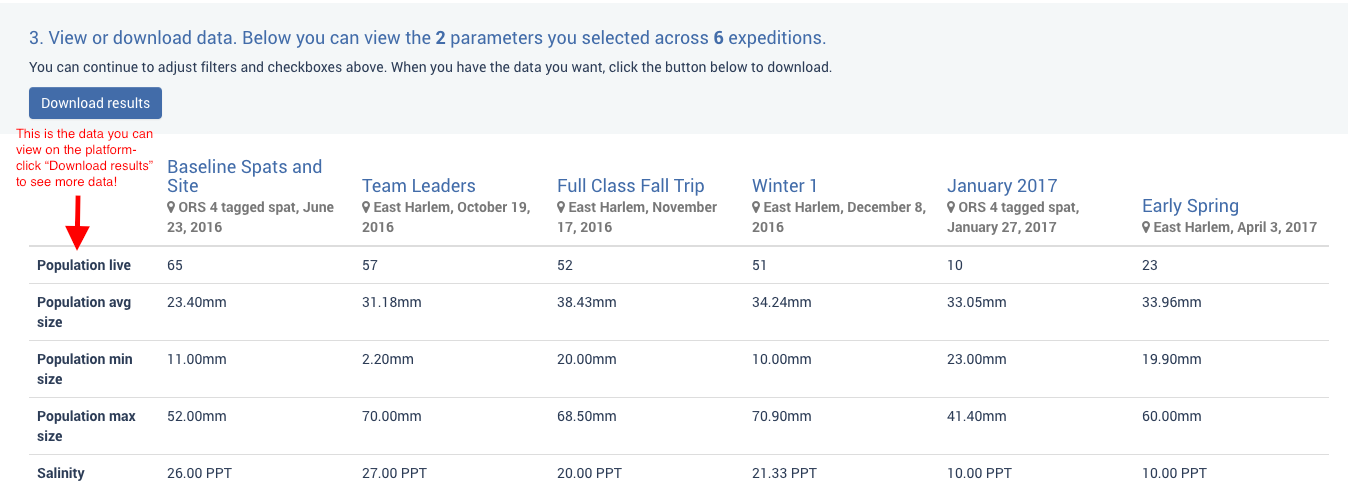 3. View or download data. Below you can view the 2 parameters you selected across 6 expeditions.
You can continue to adjust filters and checkboxes above. When you have the data you want, click the button below to download.
Download results
This is the data you can
view on the platform-
click “Download results”
to see more data!
Baseline Spats and
Site
ORS 4 tagged spat, June
23, 2016
Team Leaders
East Harlem, October 19,
2016
Full Class Fall Trip
East Harlem, November
17, 2016
Winter 1
East Harlem, December 8,
2016
January 2017
ORS 4 tagged spat,
January 27, 2017
Early Spring
East Harlem, April 3, 2017
Population live 65 57 52 51 10 23
Population avg
size 23.40mm 31.18mm 38.43mm 34.24mm 33.05mm 33.96mm
Population min
size 11.00mm 2.20mm 20.00mm 10.00mm 23.00mm 19.90mm
Population max
size 52.00mm 70.00mm 68.50mm 70.90mm 41.40mm 60.00mm
Salinity 26.00 PPT 27.00 PPT 20.00 PPT 21.33 PPT 10.00 PPT 10.00 PPT